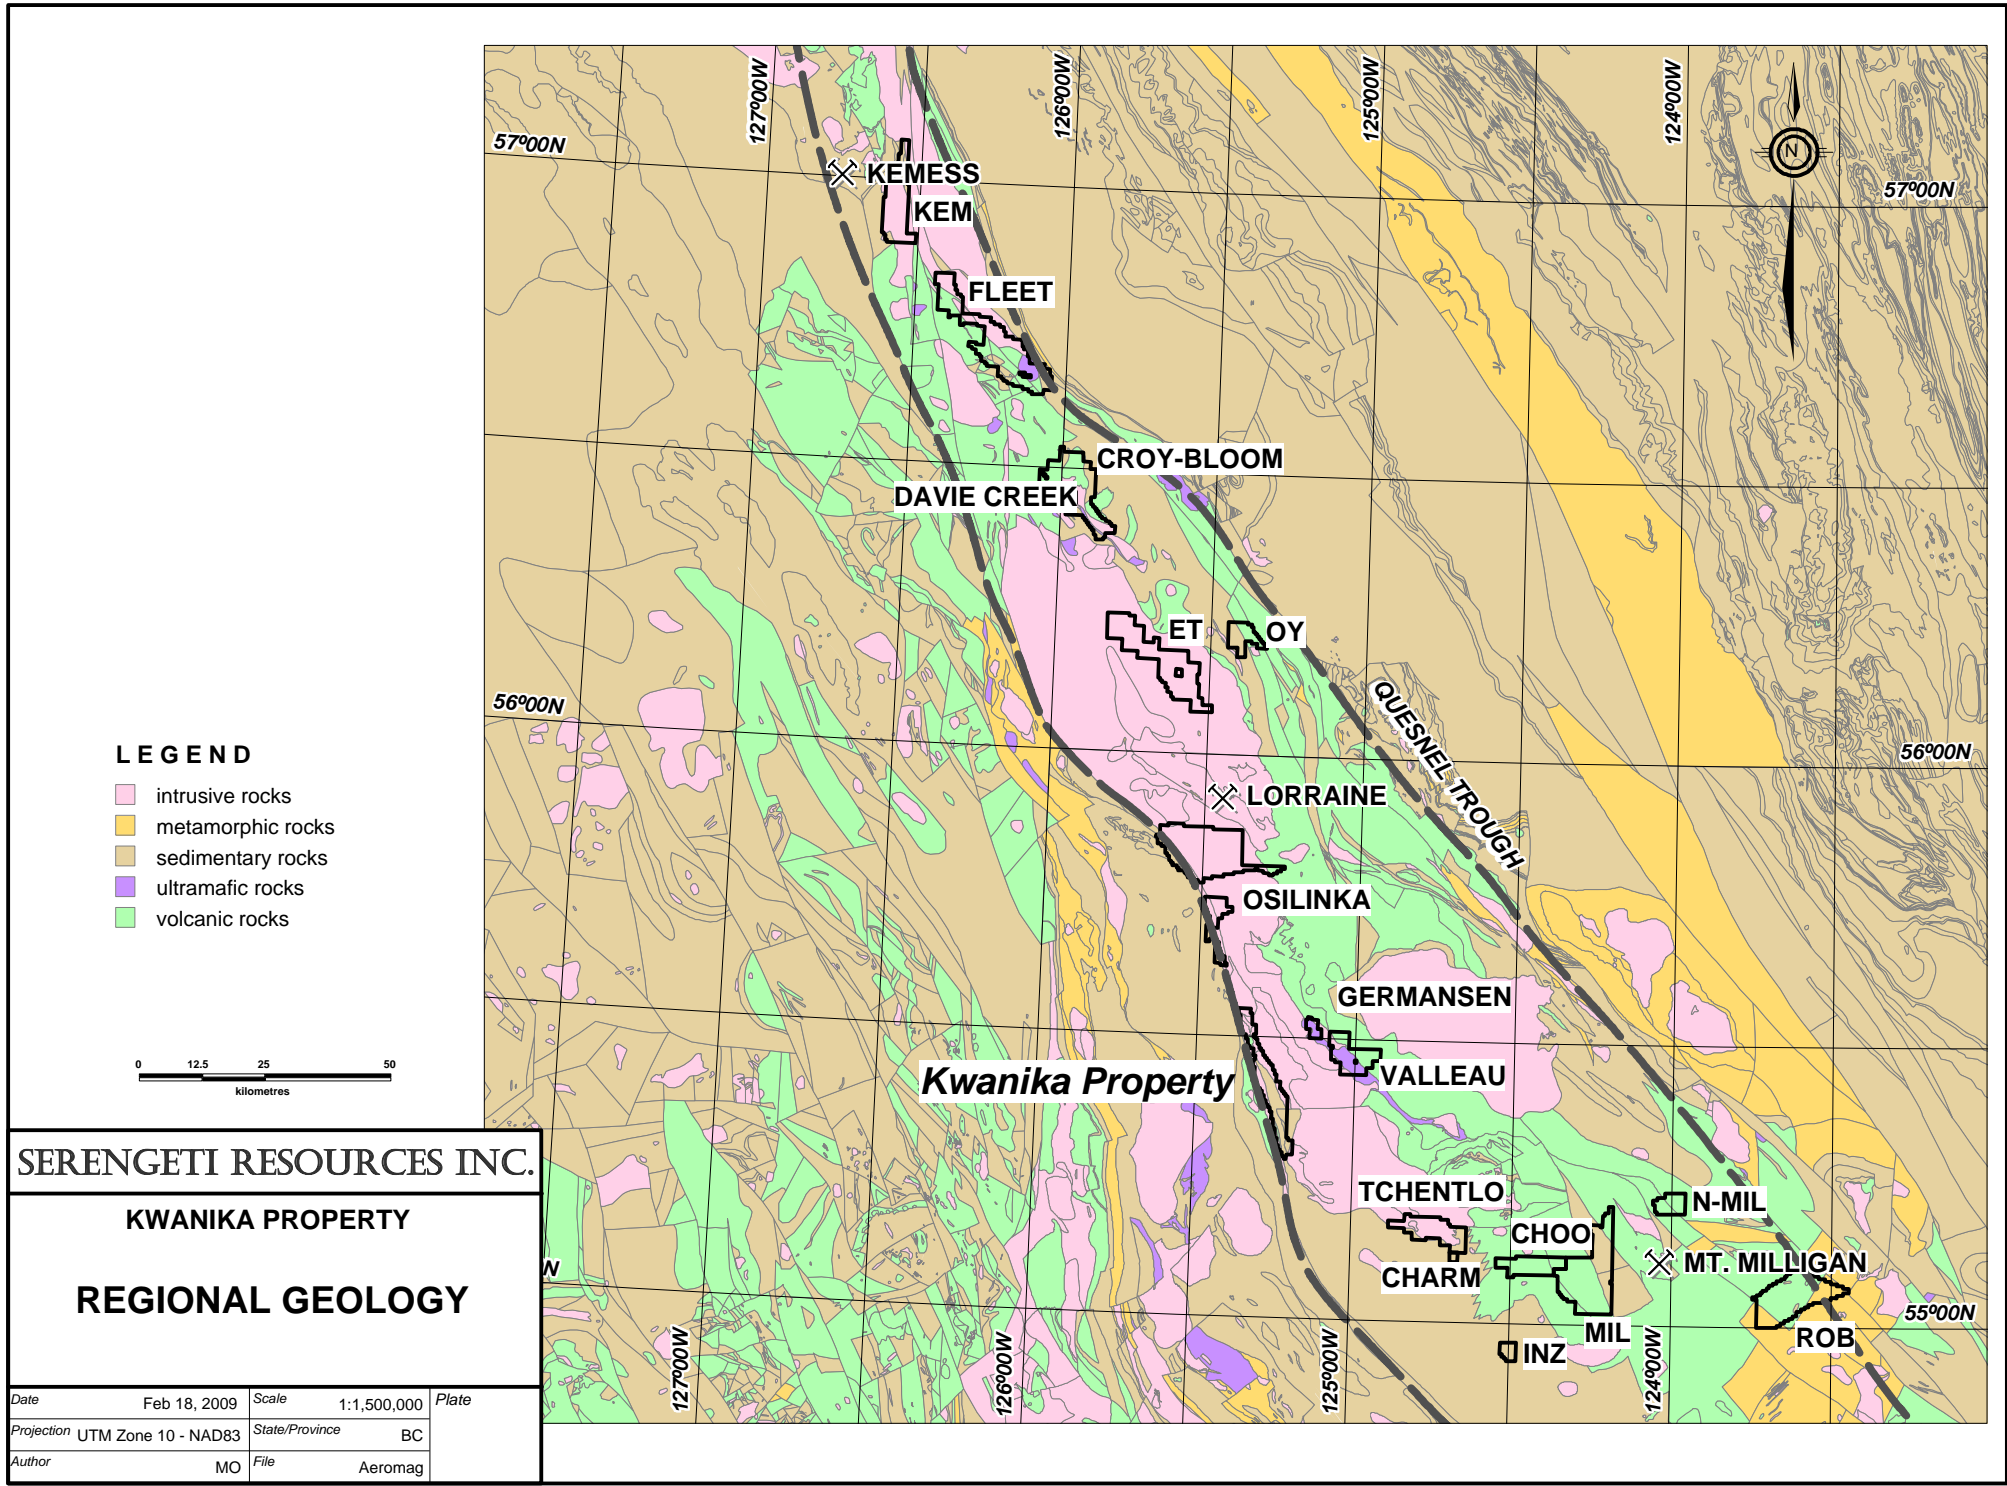 127°00W
126°00W
125°00W
124°00W
N
57°00N
57°00N
KEMESS
KEM
FLEET
CROY-BLOOM
DAVIE CREEK
ET
OY
QUESNEL TROUGH
56°00N
56°00N
LORRAINE
OSILINKA
GERMANSEN
Kwanika Property
VALLEAU
TCHENTLO
N-MIL
CHOO
MT. MILLIGAN
CHARM
N
55°00N
MIL
ROB
INZ
127°00W
126°00W
125°00W
124°00W
LEGEND
intrusive rocks
metamorphic rocks
sedimentary rocks
ultramafic rocks
volcanic rocks
0 12.5 25 50
kilometres
SERENGETI RESOURCES INC.
KWANIKA PROPERTY
REGIONAL GEOLOGY
Date Feb 18, 2009 Scale 1:1,500,000 Plate
Projection UTM Zone 10 - NAD83 State/Province BC
Author MO File Aeromag